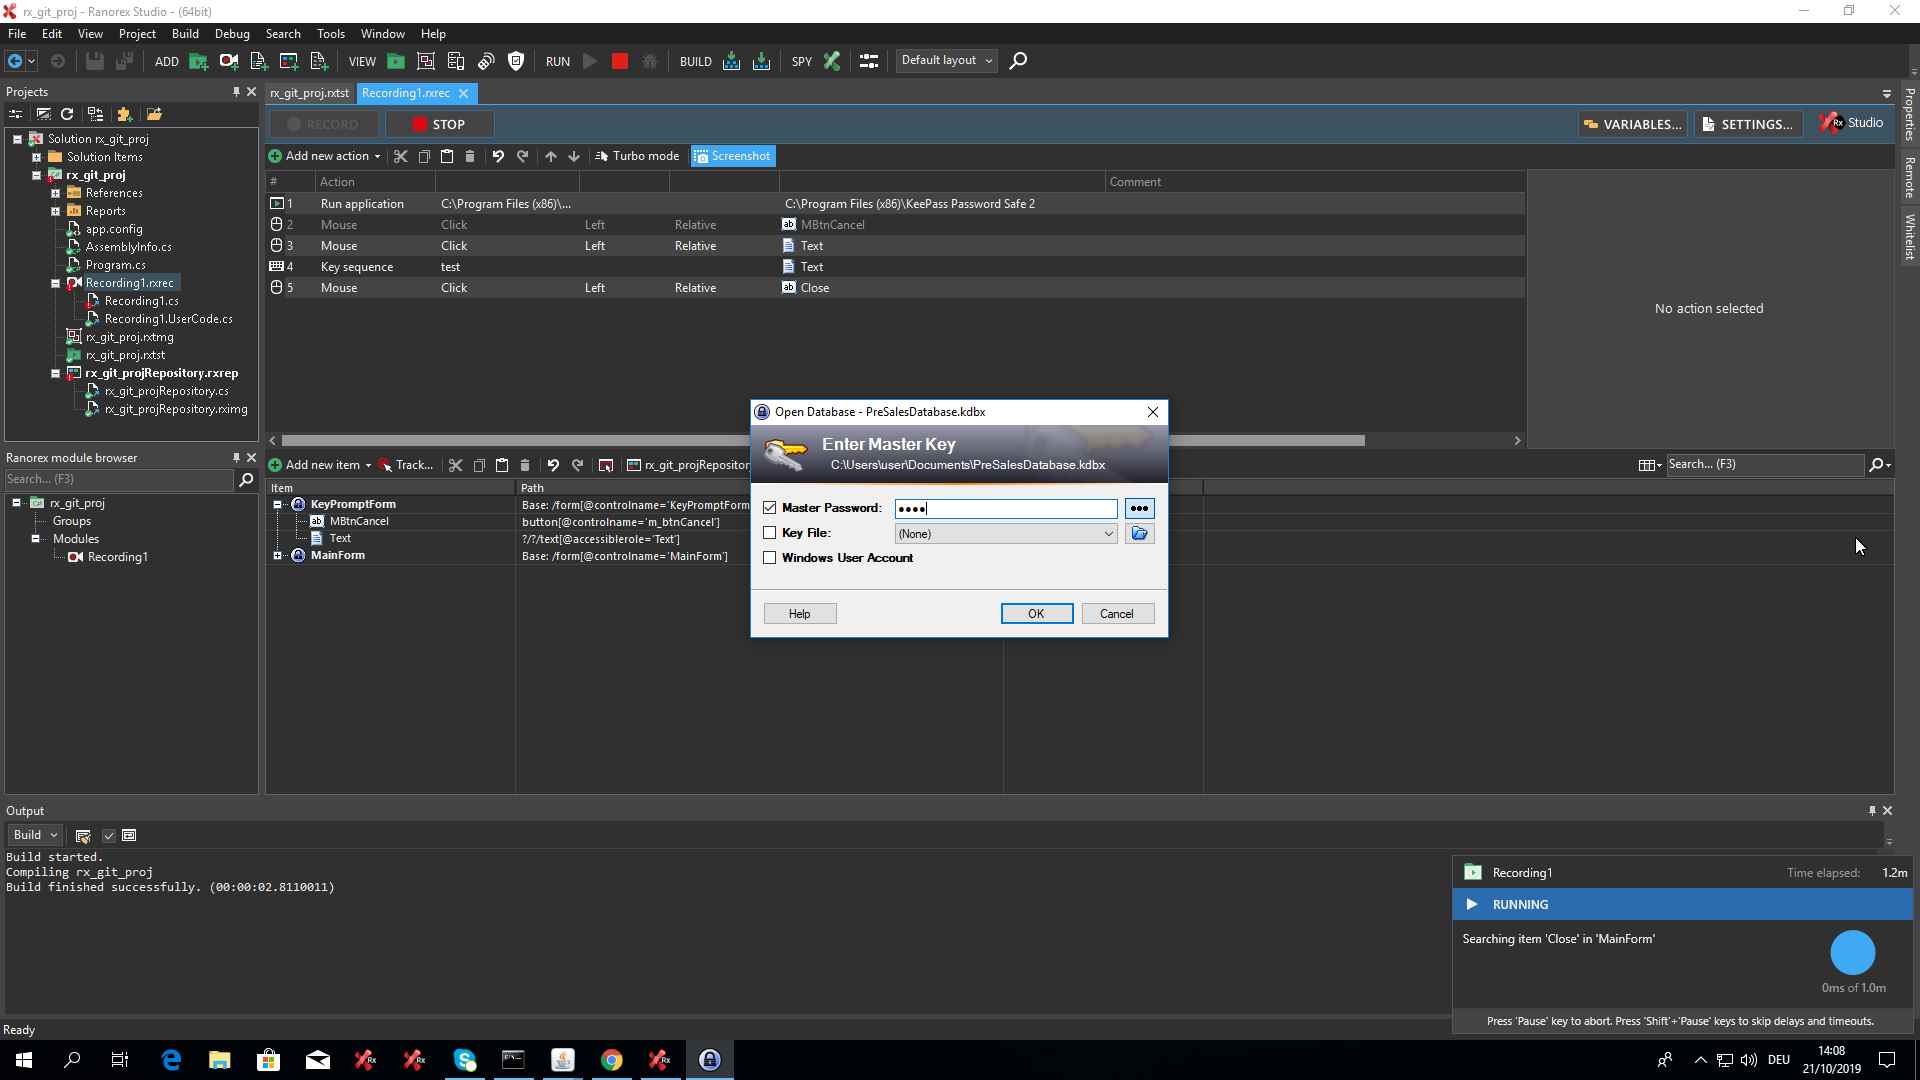 rx_git_proj - Ranorex Studio - (64bit)
File Edit View Project Build Debug Search Tools Window Help
ADD VIEW RUN BUILD SPY Default layout
Projects
Solution rx_git_proj
Solution Items
rx_git_proj
References
Reports
app.config
AssemblyInfo.cs
Program.cs
Recording1.rxrec
Recording1.cs
Recording1.UserCode.cs
rx_git_proj.rxtmg
rx_git_proj.rxtst
rx_git_projRepository.rxrep
rx_git_projRepository.cs
rx_git_projRepository.rximg
Ranorex module browser
Search... (F3)
rx_git_proj
Groups
Modules
Recording1
rx_git_proj.rxtst Recording1.rxrec
RECORD STOP VARIABLES... SETTINGS... Rx Studio
Add new action Turbo mode Screenshot
# Action Comment
1 Run application C:\Program Files (x86)\... C:\Program Files (x86)\KeePass Password Safe 2
2 Mouse Click Left Relative MBtnCancel
3 Mouse Click Left Relative Text
4 Key sequence test Text
5 Mouse Click Left Relative Close
No action selected
Properties
Remote
Whitelist
Add new item Track... rx_git_projRepositor Search... (F3)
Item Path
KeyPromptForm Base: /form[@controlname='KeyPromptForm
MBtnCancel button[@controlname='m_btnCancel']
Text ?/?/text[@accessiblerole='Text']
MainForm Base: /form[@controlname='MainForm']
Open Database - PreSalesDatabase.kdbx
Enter Master Key
C:\Users\user\Documents\PreSalesDatabase.kdbx
Master Password: ●●●●
Key File: (None)
Windows User Account
Help OK Cancel
Output
Build
Build started.
Compiling rx_git_proj
Build finished successfully. (00:00:02.8110011)
Recording1 Time elapsed: 1.2m
RUNNING
Searching item 'Close' in 'MainForm'
0ms of 1.0m
Press 'Pause' key to abort. Press 'Shift'+'Pause' keys to skip delays and timeouts.
Ready
DEU
14:08
21/10/2019